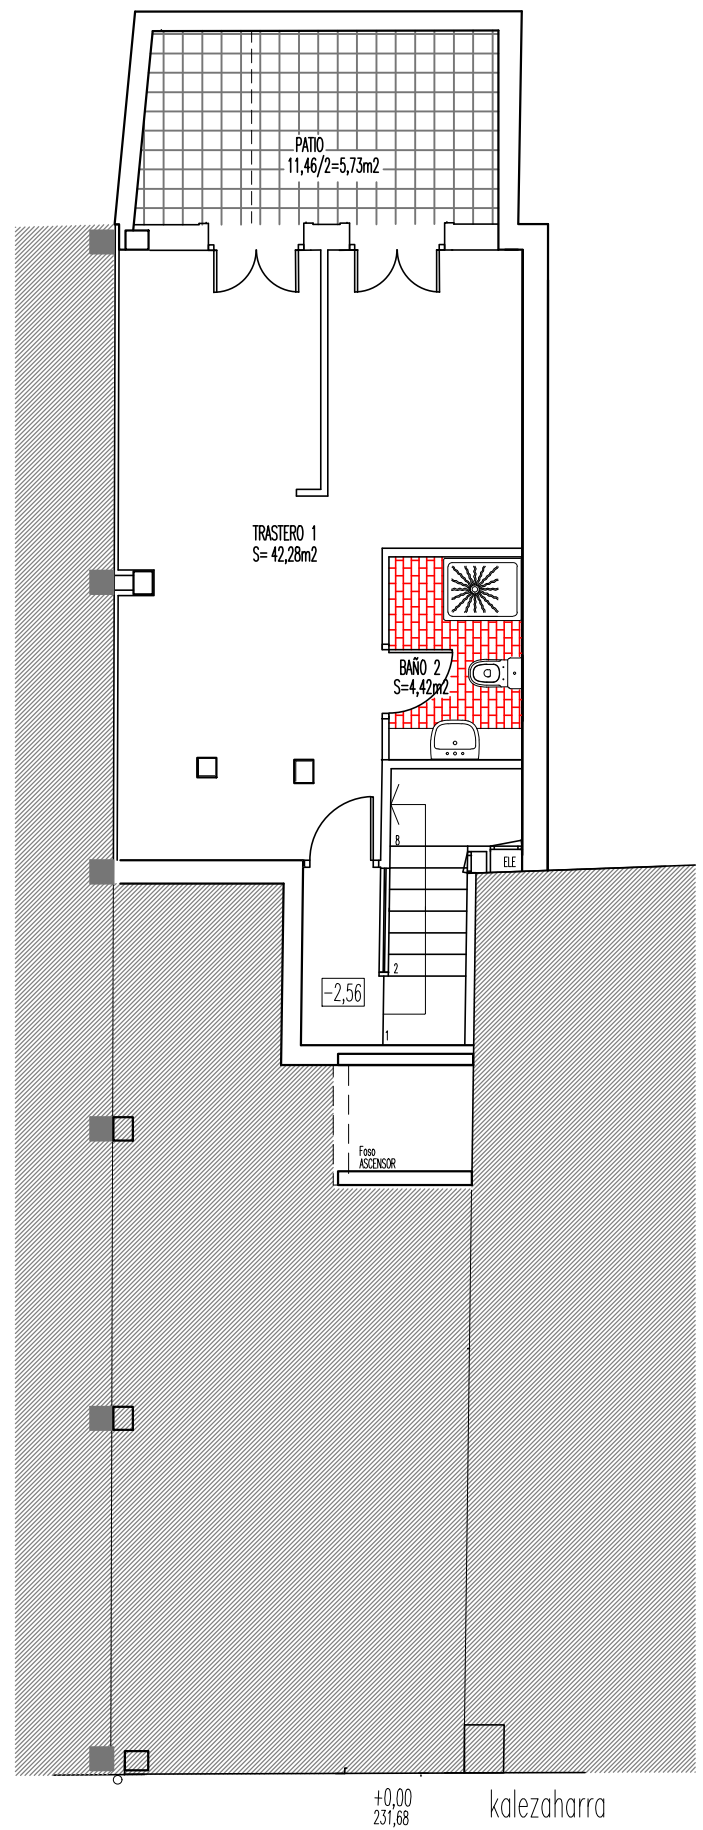 PATIO
11,46/2=5,73m2
TRASTERO 1
S= 42,28m2
BAÑO 2
S=4,42m2
8
ELE
2
-2,56
1
Foso
ASCENSOR
+0,00
231,68
kalezaharra